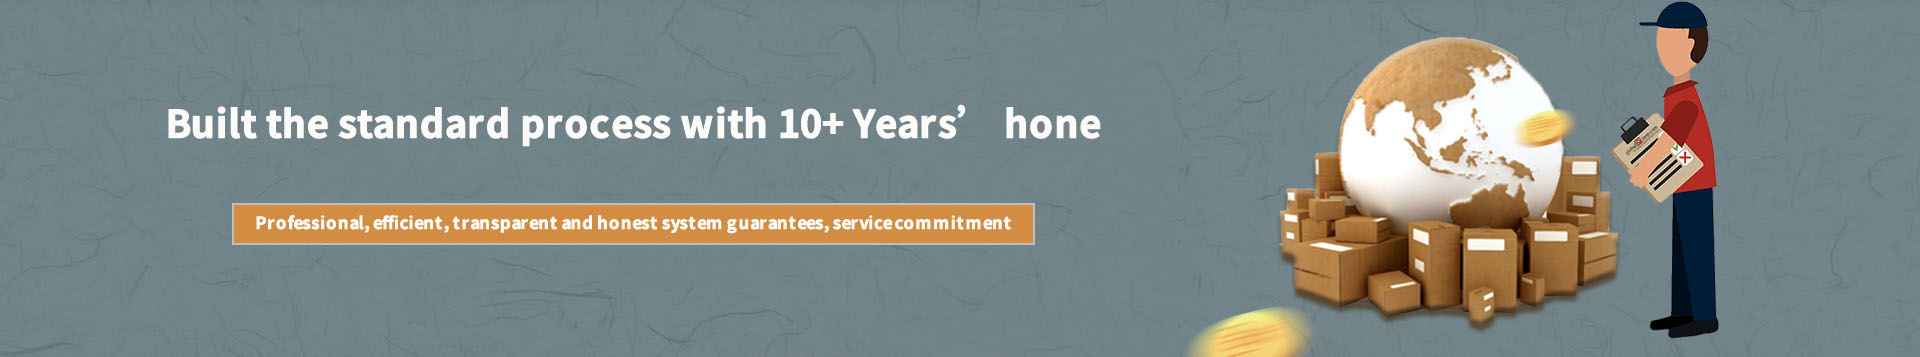 Built the standard process with 10+ Years’ hone
Professional, efficient, transparent and honest system guarantees, service commitment